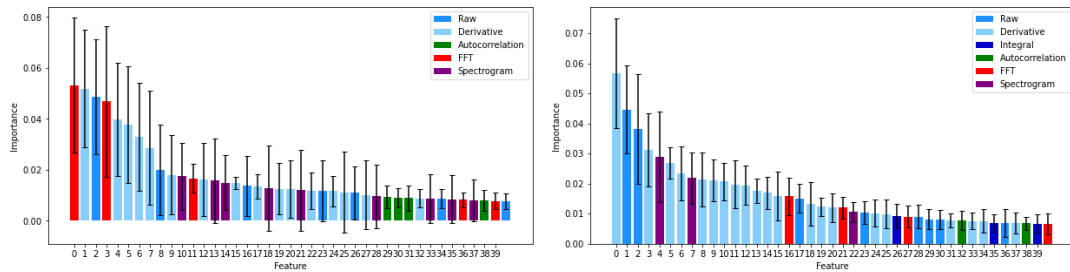 0.08
0.06
0.04
0.02
0.00
Importance
Raw
Derivative
Autocorrelation
FFT
Spectrogram
0 1 2 3 4 5 6 7 8 9 10 11 12 13 14 15 16 17 18 19 20 21 22 23 24 25 26 27 28 29 30 31 32 33 34 35 36 37 38 39
Feature
0.07
0.06
0.05
0.04
0.03
0.02
0.01
0.00
Importance
Raw
Derivative
Integral
Autocorrelation
FFT
Spectrogram
0 1 2 3 4 5 6 7 8 9 10 11 12 13 14 15 16 17 18 19 20 21 22 23 24 25 26 27 28 29 30 31 32 33 34 35 36 37 38 39
Feature